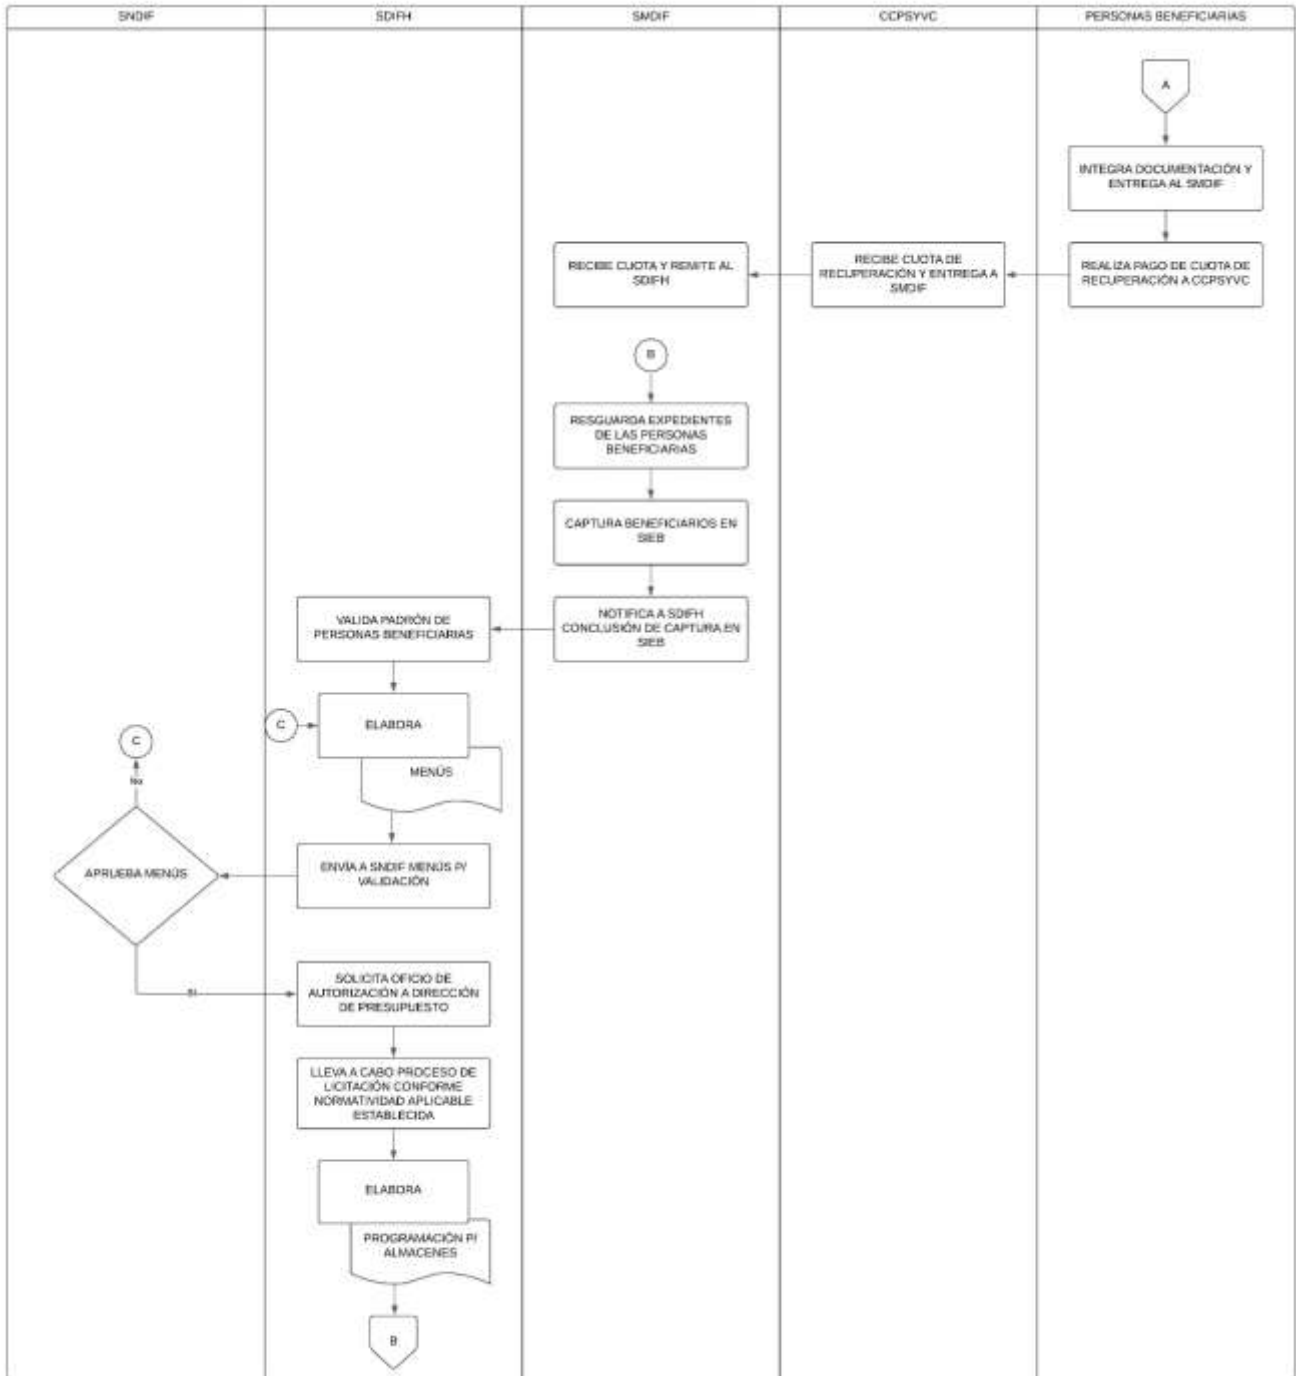 SNDIF
SDIFH
SMDIF
CCPSYVC
PERSONAS BENEFICIARIAS
A
INTEGRA DOCUMENTACIÓN Y
ENTREGA AL SMDIF
REALIZA PAGO DE CUOTA DE
RECUPERACIÓN A CCPSYVC
RECIBE CUOTA DE
RECUPERACIÓN Y ENTREGA A
SMDIF
RECIBE CUOTA Y REMITE AL
SDIFH
B
RESGUARDA EXPEDIENTES
DE LAS PERSONAS
BENEFICIARIAS
CAPTURA BENEFICIARIOS EN
SIEB
NOTIFICA A SDIFH
CONCLUSIÓN DE CAPTURA EN
SIEB
VALIDA PADRÓN DE
PERSONAS BENEFICIARIAS
C
ELABORA
MENÚS
ENVÍA A SNDIF MENÚS P/
VALIDACIÓN
APRUEBA MENÚS
No
C
SI
SOLICITA OFICIO DE
AUTORIZACIÓN A DIRECCIÓN
DE PRESUPUESTO
LLEVA A CABO PROCESO DE
LICITACIÓN CONFORME
NORMATIVIDAD APLICABLE
ESTABLECIDA
ELABORA
PROGRAMACIÓN P/
ALMACENES
B